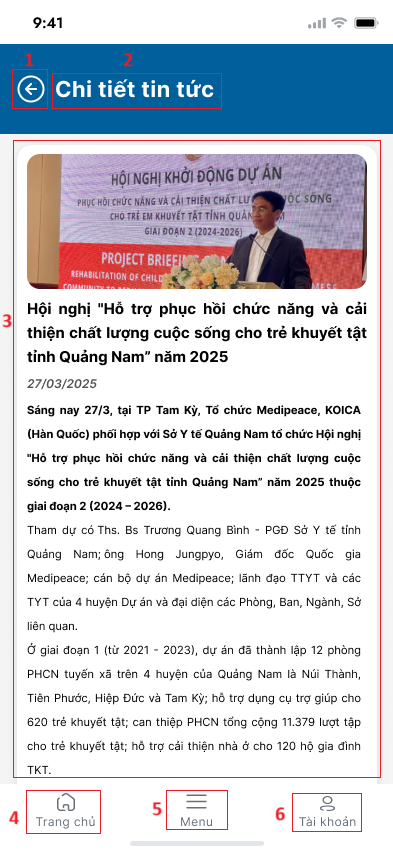 9:41
1
2
Chi tiết tin tức
HỘI NGHỊ KHỞI ĐỘNG DỰ ÁN
PHỤC HỒI CHỨC NĂNG VÀ CẢI THIỆN CHẤT LƯ CUỘC SỐNG
CHO TRẺ EM KHUYẾT TẬT TỈNH QUẢNG NAM
GIAI ĐOẠN 2 (2024-2026)
PROJECT BRIEFING
REHABILITATION OF CHILD
3
Hội nghị "Hỗ trợ phục hồi chức năng và cải
thiện chất lượng cuộc sống cho trẻ khuyết tật
tỉnh Quảng Nam” năm 2025
27/03/2025
Sáng nay 27/3, tại TP Tam Kỳ, Tổ chức Medipeace, KOICA
(Hàn Quốc) phối hợp với Sở Y tế Quảng Nam tổ chức Hội nghị
"Hỗ trợ phục hồi chức năng và cải thiện chất lượng cuộc
sống cho trẻ khuyết tật tỉnh Quảng Nam” năm 2025 thuộc
giai đoạn 2 (2024 – 2026).
Tham dự có Ths. Bs Trương Quang Bình - PGĐ Sở Y tế tỉnh
Quảng Nam; ông Hong Jungpyo, Giám đốc Quốc gia
Medipeace; cán bộ dự án Medipeace; lãnh đạo TTYT và các
TYT của 4 huyện Dự án và đại diện các Phòng, Ban, Ngành, Sở
liên quan.
Ở giai đoạn 1 (từ 2021 - 2023), dự án đã thành lập 12 phòng
PHCN tuyến xã trên 4 huyện của Quảng Nam là Núi Thành,
Tiên Phước, Hiệp Đức và Tam Kỳ; hỗ trợ dụng cụ trợ giúp cho
620 trẻ khuyết tật; can thiệp PHCN tổng cộng 11.379 lượt tập
cho trẻ khuyết tật; hỗ trợ cải thiện nhà ở cho 120 hộ gia đình
TKT.
4
Trang chủ
5
Menu
6
Tài khoản